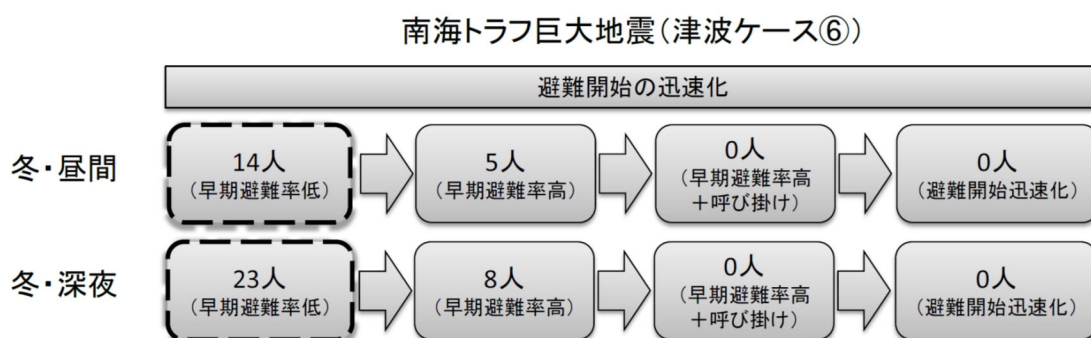 南海トラフ巨大地震(津波ケース⑥)
避難開始の迅速化
冬・昼間
14人
(早期避難率低)
5人
(早期避難率高)
0人
(早期避難率高
+呼び掛け)
0人
(避難開始迅速化)
冬・深夜
23人
(早期避難率低)
8人
(早期避難率高)
0人
(早期避難率高
+呼び掛け)
0人
(避難開始迅速化)